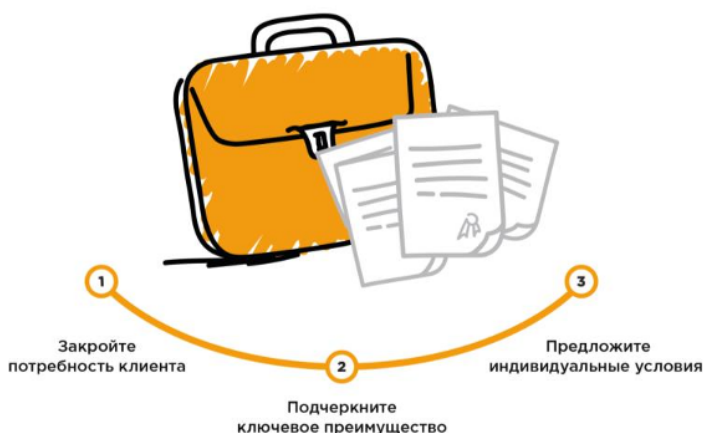 1
Закройте
потребность клиента
2
Подчеркните
ключевое преимущество
3
Предложите
индивидуальные условия